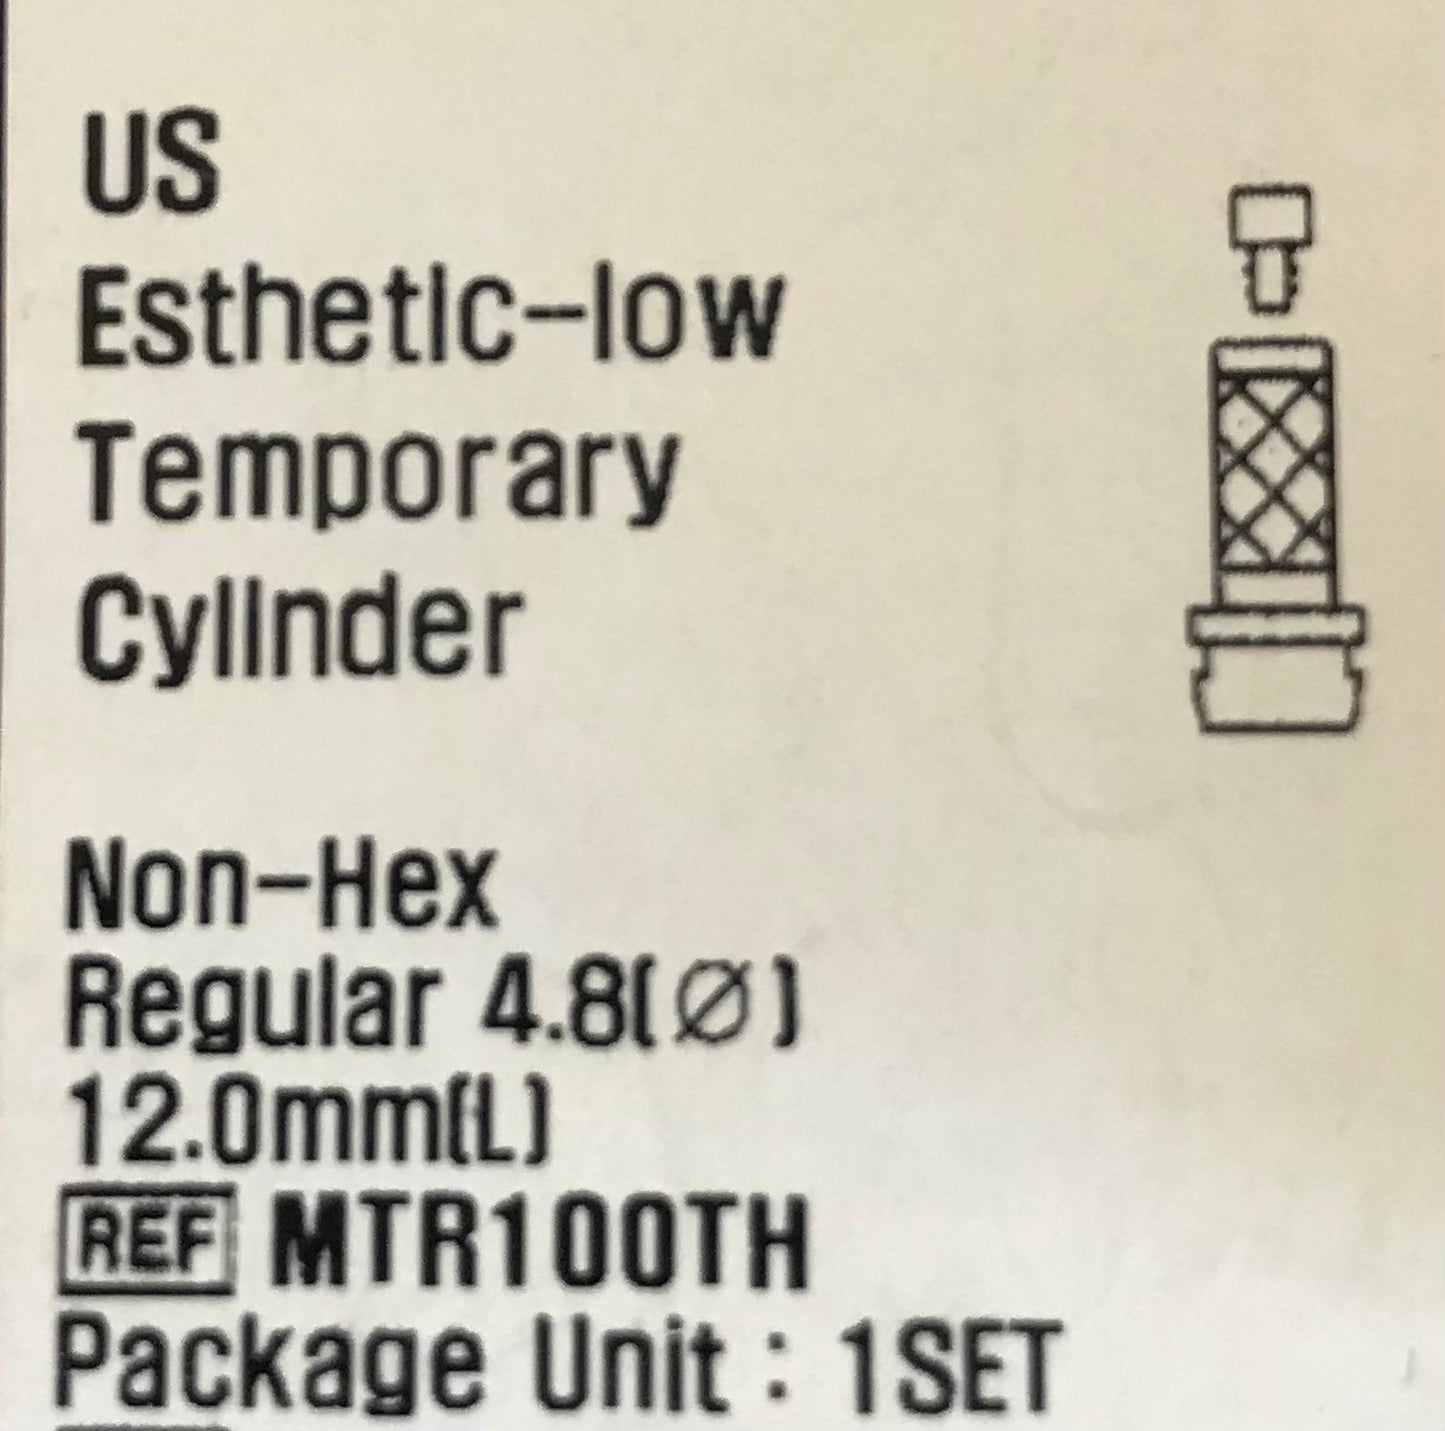 US
Esthetic-low
Temporary
Cylinder
Non-Hex
Regular 4.8(Ø)
12.0mm(L)
REF MTR100TH
Package Unit : 1SET